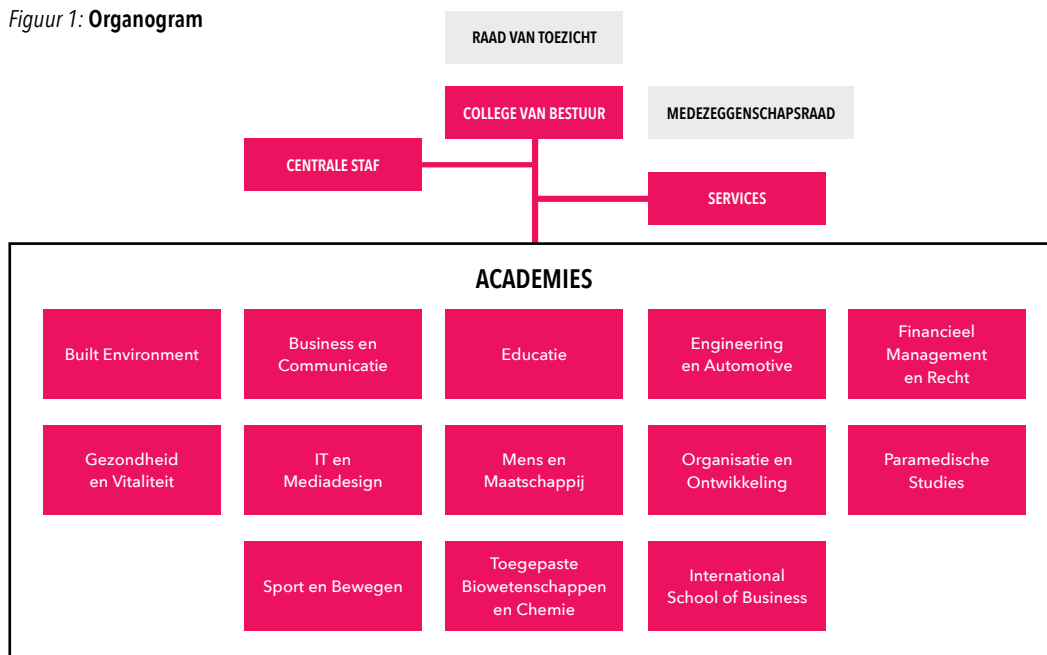 Figuur 1: Organogram
RAAD VAN TOEZICHT
COLLEGE VAN BESTUUR
MEDEZEGGENSCHAPSRAAD
CENTRALE STAF
SERVICES
ACADEMIES
Built Environment
Business en
Communicatie
Educatie
Engineering
en Automotive
Financieel
Management
en Recht
Gezondheid
en Vitaliteit
IT en
Mediadesign
Mens en
Maatschappij
Organisatie en
Ontwikkeling
Paramedische
Studies
Sport en Bewegen
Toegepaste
Biowetenschappen
en Chemie
International
School of Business